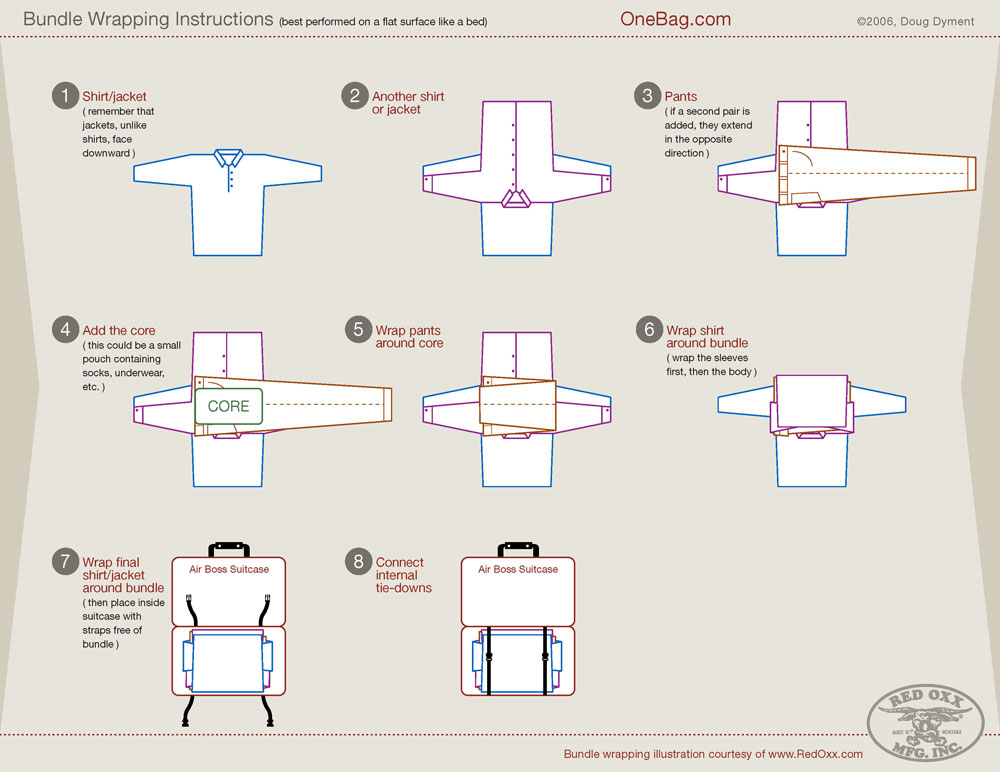 Bundle Wrapping Instructions (best performed on a flat surface like a bed)
OneBag.com
©2006, Doug Dyment
1 Shirt/jacket
( remember that
jackets, unlike
shirts, face
downward )
2 Another shirt
or jacket
3 Pants
( if a second pair is
added, they extend
in the opposite
direction )
4 Add the core
( this could be a small
pouch containing
socks, underwear,
etc. )
CORE
5 Wrap pants
around core
6 Wrap shirt
around bundle
( wrap the sleeves
first, then the body )
7 Wrap final
shirt/jacket
around bundle
( then place inside
suitcase with
straps free of
bundle )
Air Boss Suitcase
8 Connect
internal
tie-downs
Air Boss Suitcase
RED OXX
MADE IN MONTANA
MFG. INC.
Bundle wrapping illustration courtesy of www.RedOxx.com